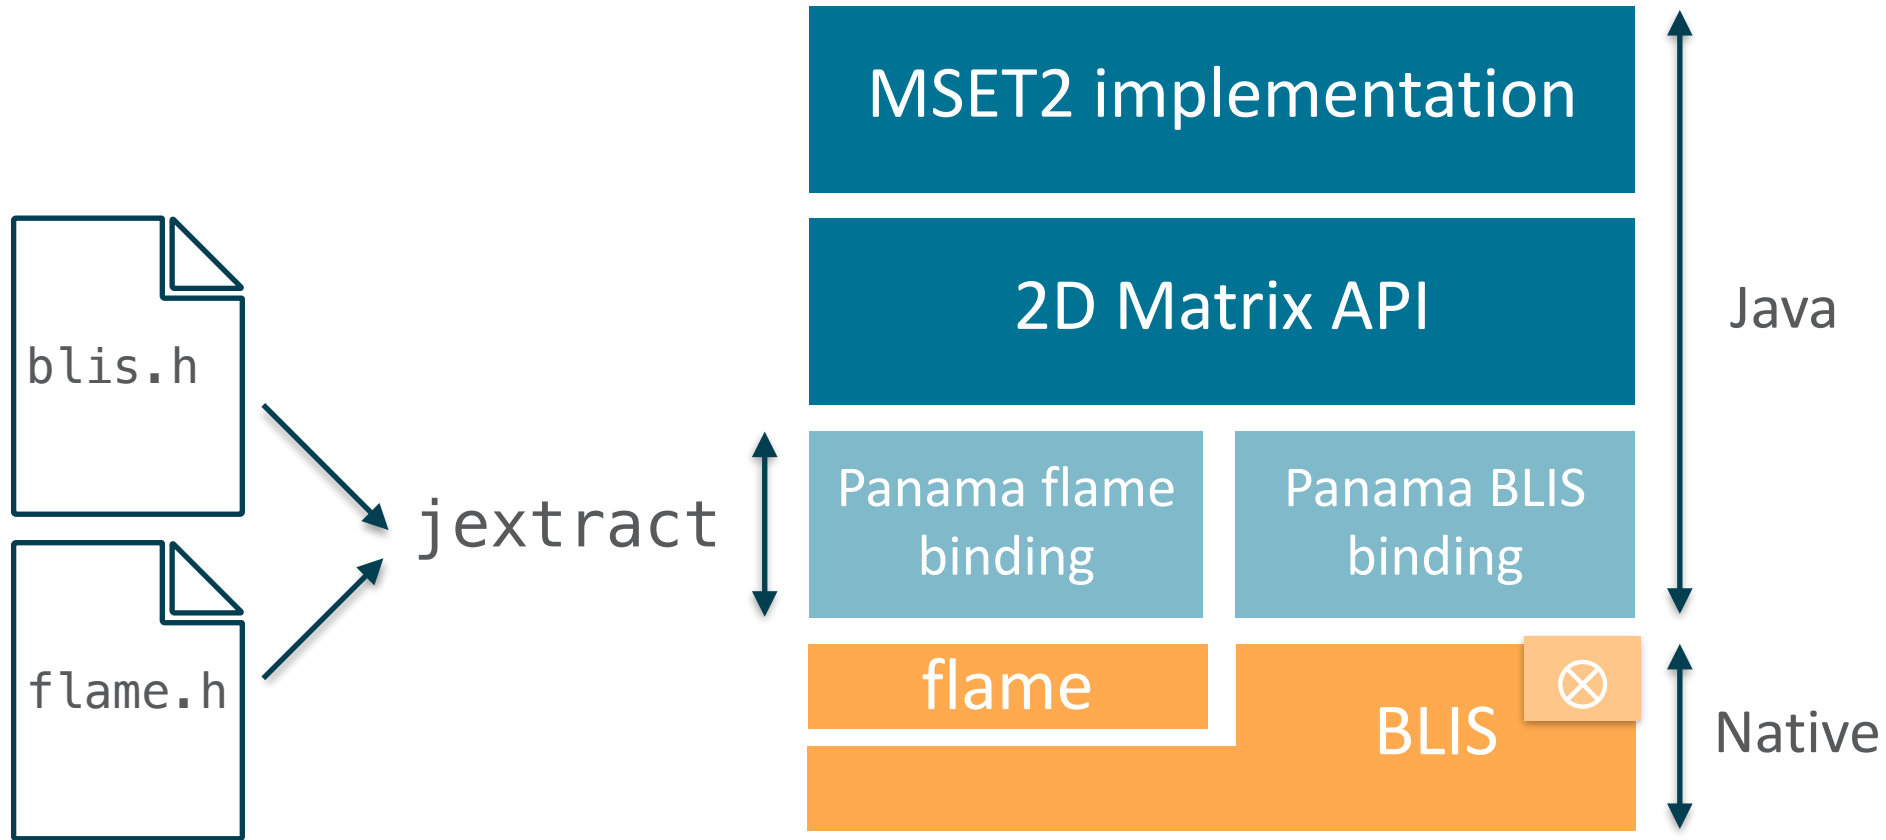 MSET2 implementation
2D Matrix API
Java
blis.h
jextract
Panama flame
binding
Panama BLIS
binding
flame.h
flame
⊗
BLIS
Native